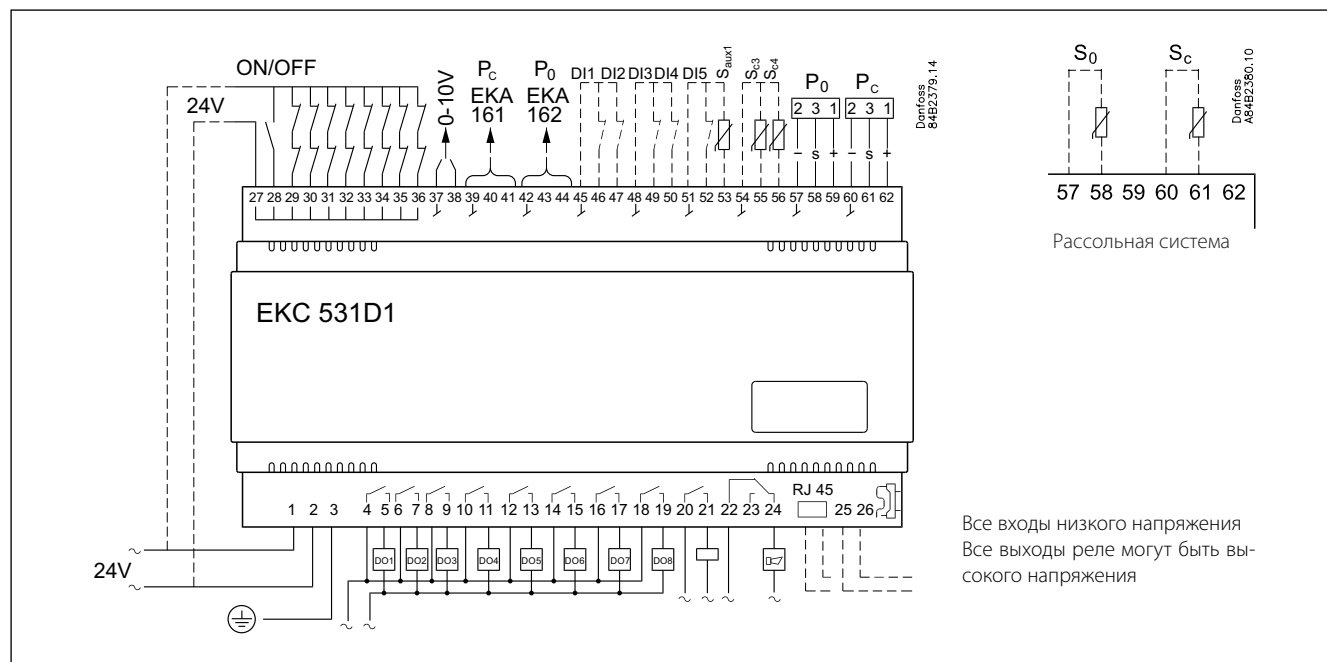 ON/OFF
24V
0-10V
Pc
EKA
161
P0
EKA
162
DI1 DI2 DI3 DI4 DI5 Saux1 Sc3 Sc4
P0 Pc
2 3 1 2 3 1
– s + – s +
Danfoss
84B2379.14
27 28 29 30 31 32 33 34 35 36 37 38 39 40 41 42 43 44 45 46 47 48 49 50 51 52 53 54 55 56 57 58 59 60 61 62
EKC 531D1
RJ 45
1 2 3 4 5 6 7 8 9 10 11 12 13 14 15 16 17 18 19 20 21 22 23 24 25 26
24V
DO1 DO2 DO3 DO4 DO5 DO6 DO7 DO8
S0 Sc
Danfoss
A84B2380.10
57 58 59 60 61 62
Рассольная система
Все входы низкого напряжения
Все выходы реле могут быть вы-
сокого напряжения